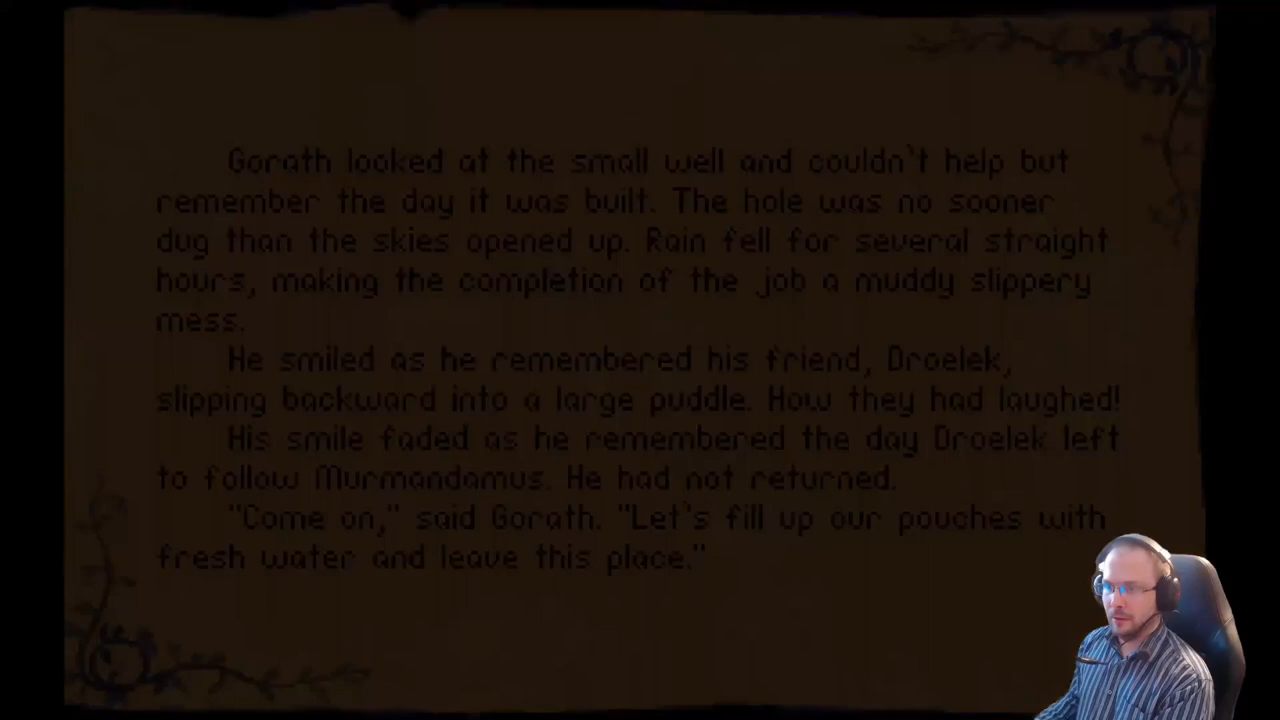 Gorath looked at the small well and couldn't help but
remember the day it was built. The hole was no sooner
dug than the skies opened up. Rain fell for several straight
hours, making the completion of the job a muddy slippery
mess.
He smiled as he remembered his friend, Draelek,
slipping backward into a large puddle. How they had laughed!
His smile faded as he remembered the day Draelek left
to follow Murmandamus. He had not returned.
"Come on," said Gorath. "Let's fill up our pouches with
fresh water and leave this place."